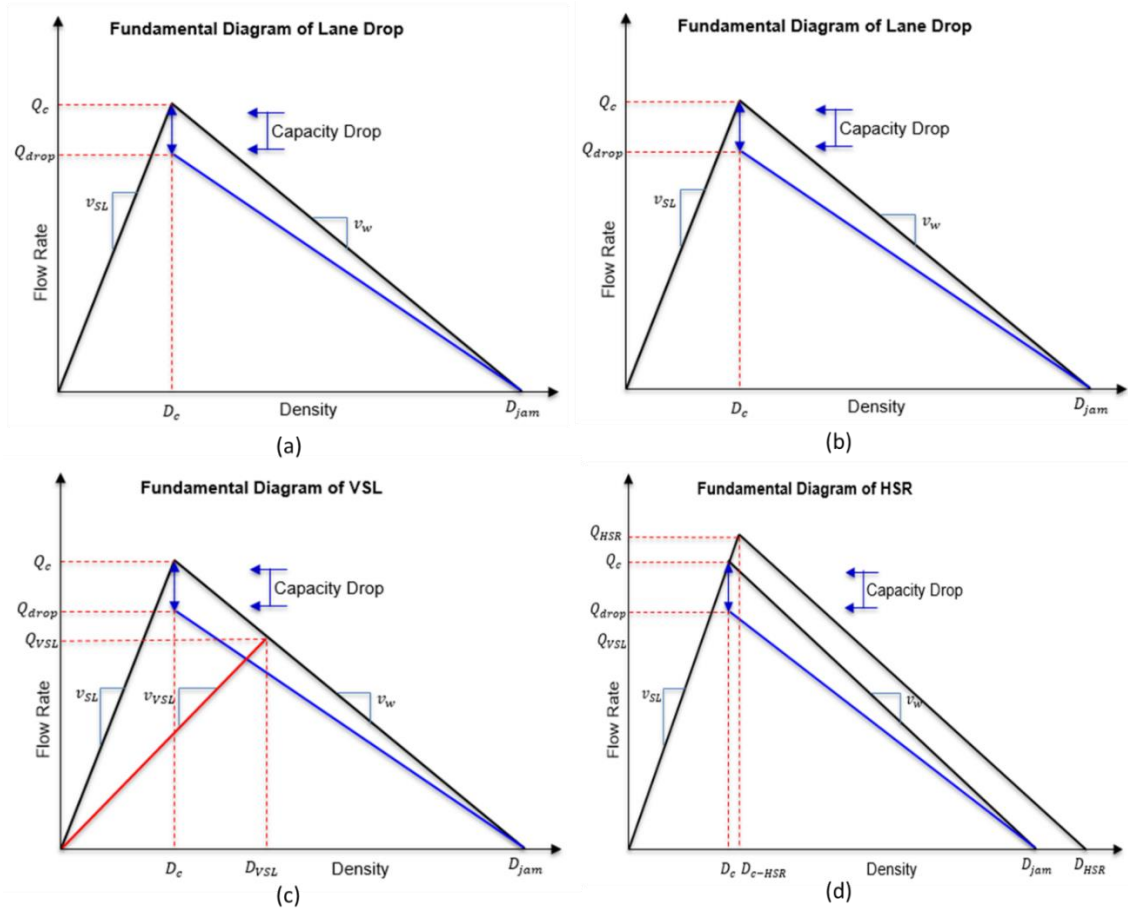 Fundamental Diagram of Lane Drop
Q_c
Capacity Drop
Q_drop
v_SL
v_w
Flow Rate
D_c
Density
D_jam
(a)
Fundamental Diagram of Lane Drop
Q_c
Capacity Drop
Q_drop
v_SL
v_w
Flow Rate
D_c
Density
D_jam
(b)
Fundamental Diagram of VSL
Q_c
Capacity Drop
Q_drop
Q_VSL
v_SL
v_VSL
v_w
Flow Rate
D_c
D_VSL
Density
D_jam
(c)
Fundamental Diagram of HSR
Q_HSR
Q_c
Capacity Drop
Q_drop
Q_VSL
v_SL
v_w
Flow Rate
D_c
D_c-HSR
Density
D_jam
D_HSR
(d)